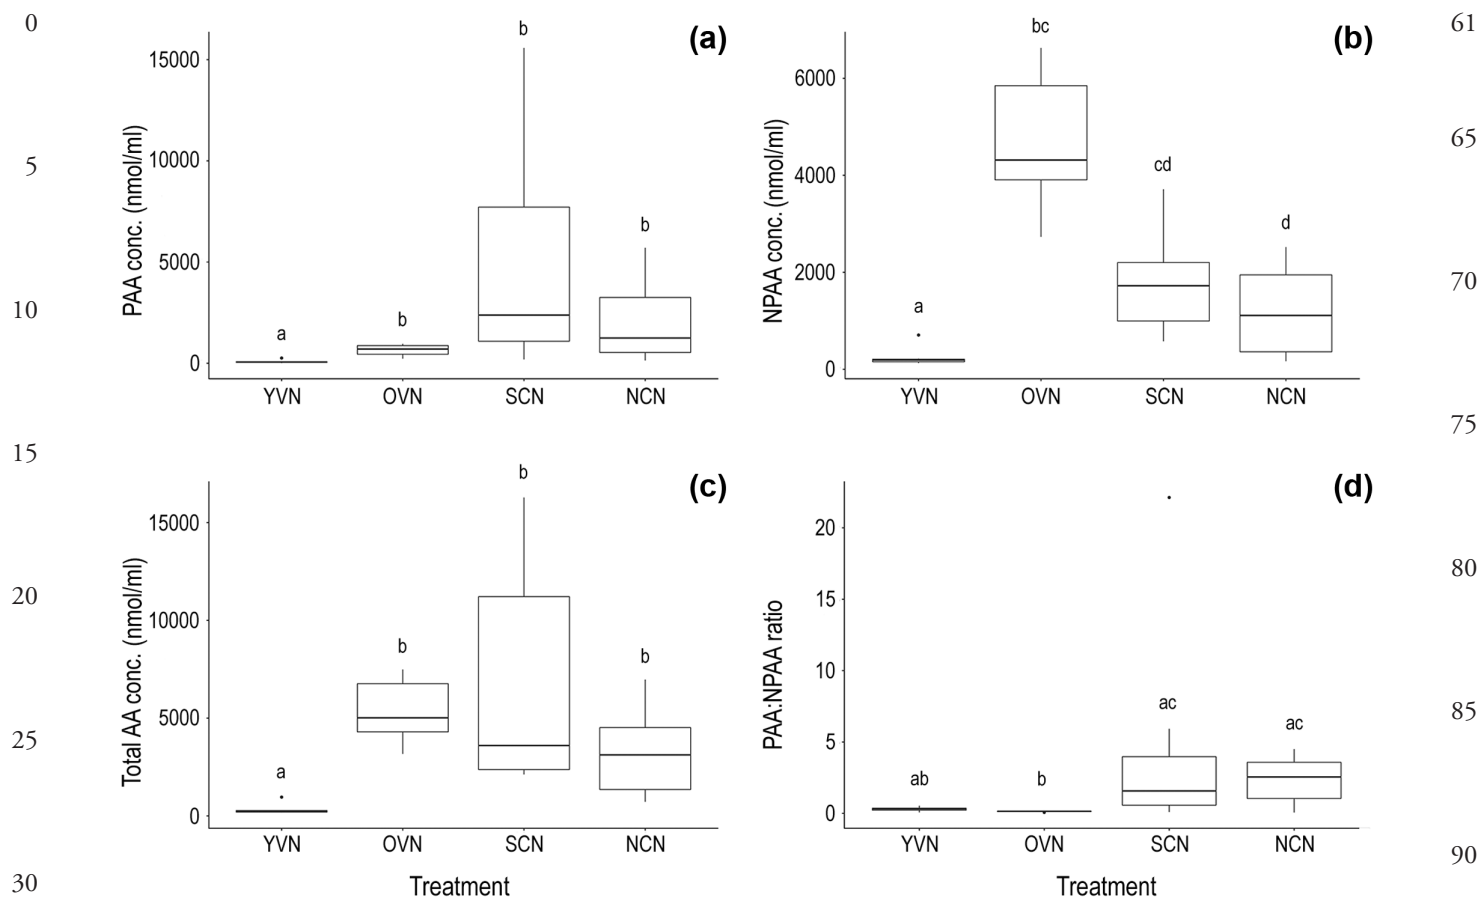 0
5
10
15
20
25
30
b
(a)
15000
10000
5000
0
PAA conc. (nmol/ml)
a
b
b
YVN
OVN
SCN
NCN
bc
(b)
6000
4000
2000
0
NPAA conc. (nmol/ml)
a
cd
d
YVN
OVN
SCN
NCN
b
(c)
15000
10000
5000
0
Total AA conc. (nmol/ml)
a
b
b
YVN
OVN
SCN
NCN
Treatment
(d)
20
15
10
5
0
PAA:NPAA ratio
ab
b
ac
ac
YVN
OVN
SCN
NCN
Treatment
61
65
70
75
80
85
90